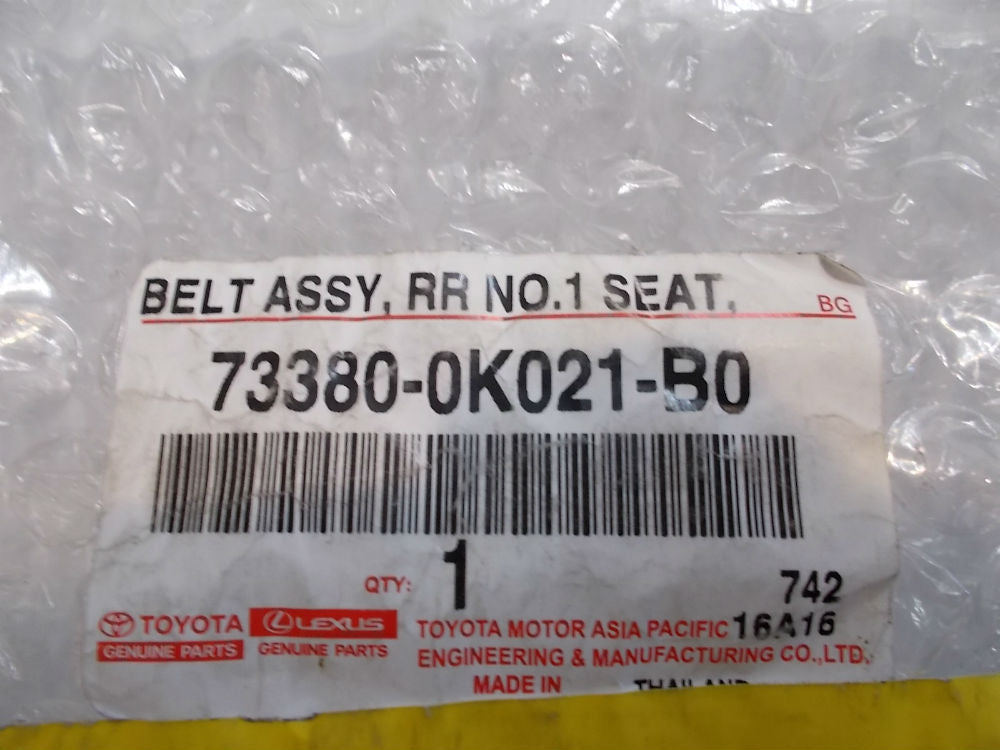 BELT ASSY, RR NO.1 SEAT, BG
73380-0K021-B0
QTY: 1 742
TOYOTA LEXUS TOYOTA MOTOR ASIA PACIFIC 16A16
GENUINE PARTS GENUINE PARTS ENGINEERING & MANUFACTURING CO.,LTD.
MADE IN THAILAND